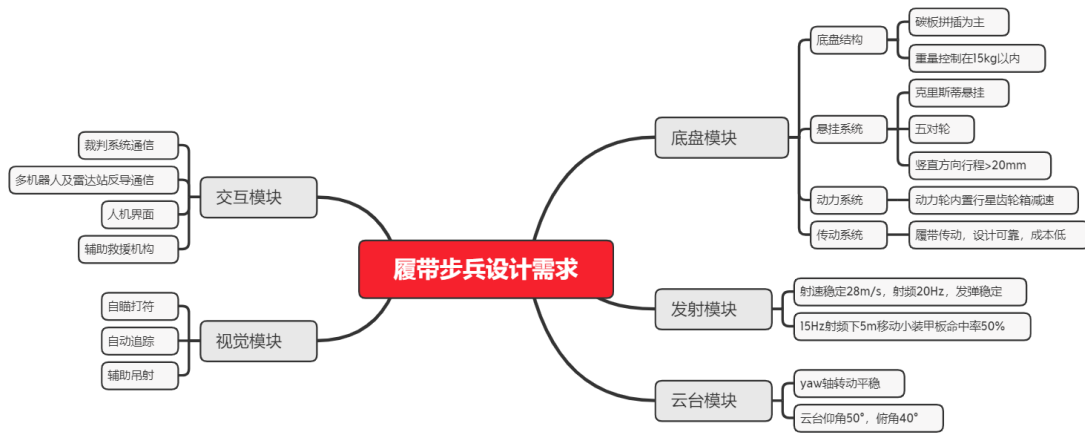 履带步兵设计需求
底盘模块
底盘结构
碳板拼插为主
重量控制在15kg以内
悬挂系统
克里斯蒂悬挂
五对轮
竖直方向行程>20mm
动力系统
动力轮内置行星齿轮箱减速
传动系统
履带传动，设计可靠，成本低
发射模块
射速稳定28m/s，射频20Hz，发弹稳定
15Hz射频下5m移动小装甲板命中率50%
云台模块
yaw轴转动平稳
云台仰角50°，俯角40°
交互模块
裁判系统通信
多机器人及雷达站反导通信
人机界面
辅助救援机构
视觉模块
自瞄打符
自动追踪
辅助吊射